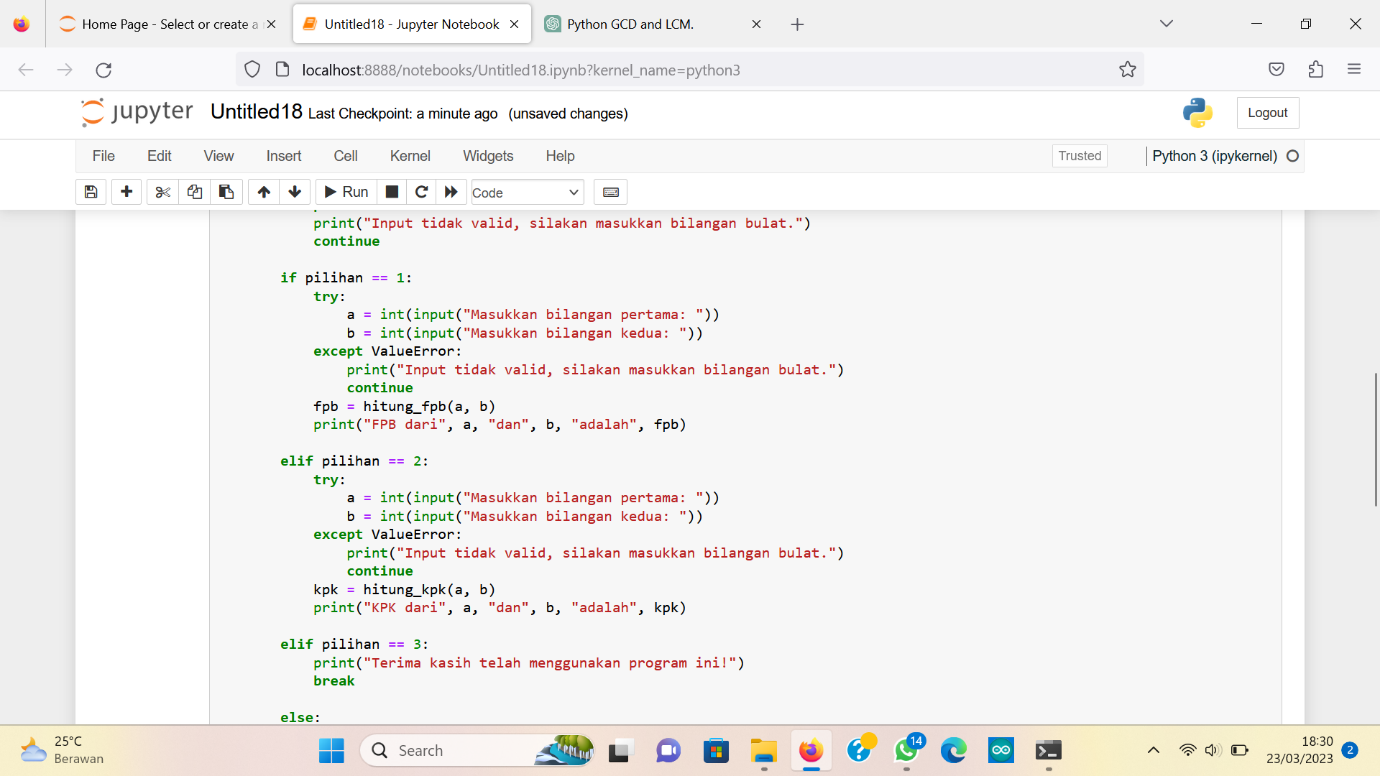 Home Page - Select or create a
Untitled18 - Jupyter Notebook
Python GCD and LCM.
localhost:8888/notebooks/Untitled18.ipynb?kernel_name=python3
jupyter Untitled18 Last Checkpoint: a minute ago (unsaved changes)
Logout
File Edit View Insert Cell Kernel Widgets Help
Trusted
Python 3 (ipykernel)
Run
Code
            print("Input tidak valid, silakan masukkan bilangan bulat.")
            continue
        if pilihan == 1:
            try:
                a = int(input("Masukkan bilangan pertama: "))
                b = int(input("Masukkan bilangan kedua: "))
            except ValueError:
                print("Input tidak valid, silakan masukkan bilangan bulat.")
                continue
            fpb = hitung_fpb(a, b)
            print("FPB dari", a, "dan", b, "adalah", fpb)
        elif pilihan == 2:
            try:
                a = int(input("Masukkan bilangan pertama: "))
                b = int(input("Masukkan bilangan kedua: "))
            except ValueError:
                print("Input tidak valid, silakan masukkan bilangan bulat.")
                continue
            kpk = hitung_kpk(a, b)
            print("KPK dari", a, "dan", b, "adalah", kpk)
        elif pilihan == 3:
            print("Terima kasih telah menggunakan program ini!")
            break
        else:
25°C
Berawan
Search
14
18:30
23/03/2023
2